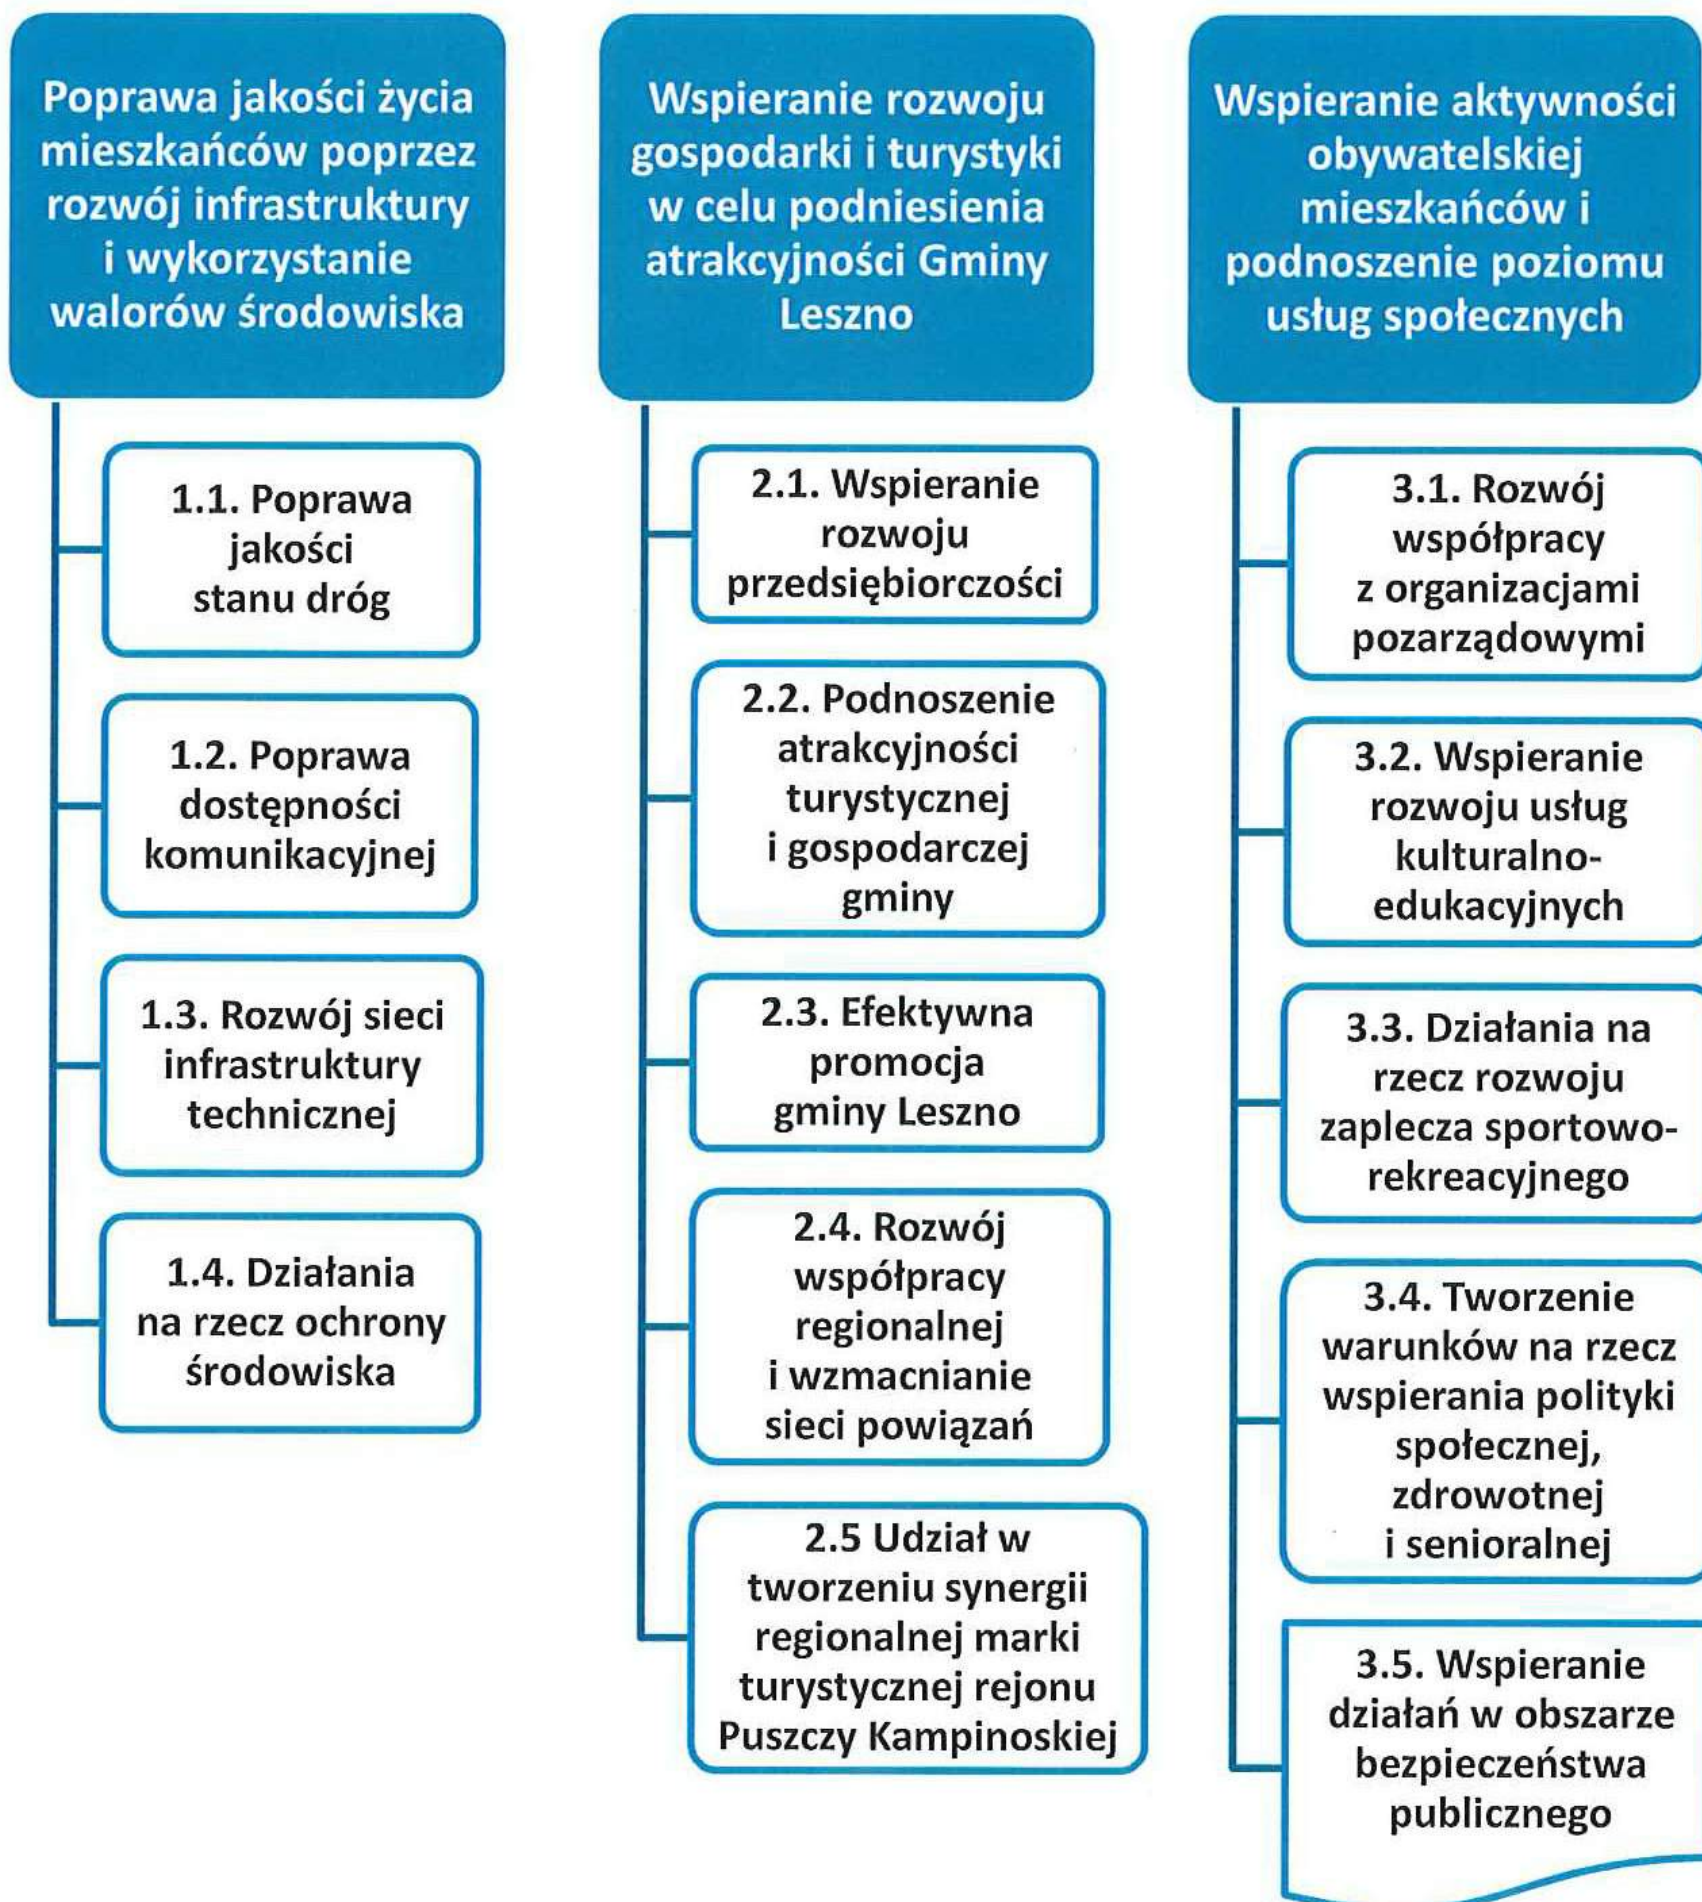 Poprawa jakości życia
mieszkańców poprzez
rozwój infrastruktury
i wykorzystanie
walorów środowiska
1.1. Poprawa
jakości
stanu dróg
1.2. Poprawa
dostępności
komunikacyjnej
1.3. Rozwój sieci
infrastruktury
technicznej
1.4. Działania
na rzecz ochrony
środowiska
Wspieranie rozwoju
gospodarki i turystyki
w celu podniesienia
atrakcyjności Gminy
Leszno
2.1. Wspieranie
rozwoju
przedsiębiorczości
2.2. Podnoszenie
atrakcyjności
turystycznej
i gospodarczej
gminy
2.3. Efektywna
promocja
gminy Leszno
2.4. Rozwój
współpracy
regionalnej
i wzmacnianie
sieci powiązań
2.5 Udział w
tworzeniu synergii
regionalnej marki
turystycznej rejonu
Puszczy Kampinoskiej
Wspieranie aktywności
obywatelskiej
mieszkańców i
podnoszenie poziomu
usług społecznych
3.1. Rozwój
współpracy
z organizacjami
pozarządowymi
3.2. Wspieranie
rozwoju usług
kulturalno-
edukacyjnych
3.3. Działania na
rzecz rozwoju
zaplecza sportowo-
rekreacyjnego
3.4. Tworzenie
warunków na rzecz
wspierania polityki
społecznej,
zdrowotnej
i senioralnej
3.5. Wspieranie
działań w obszarze
bezpieczeństwa
publicznego